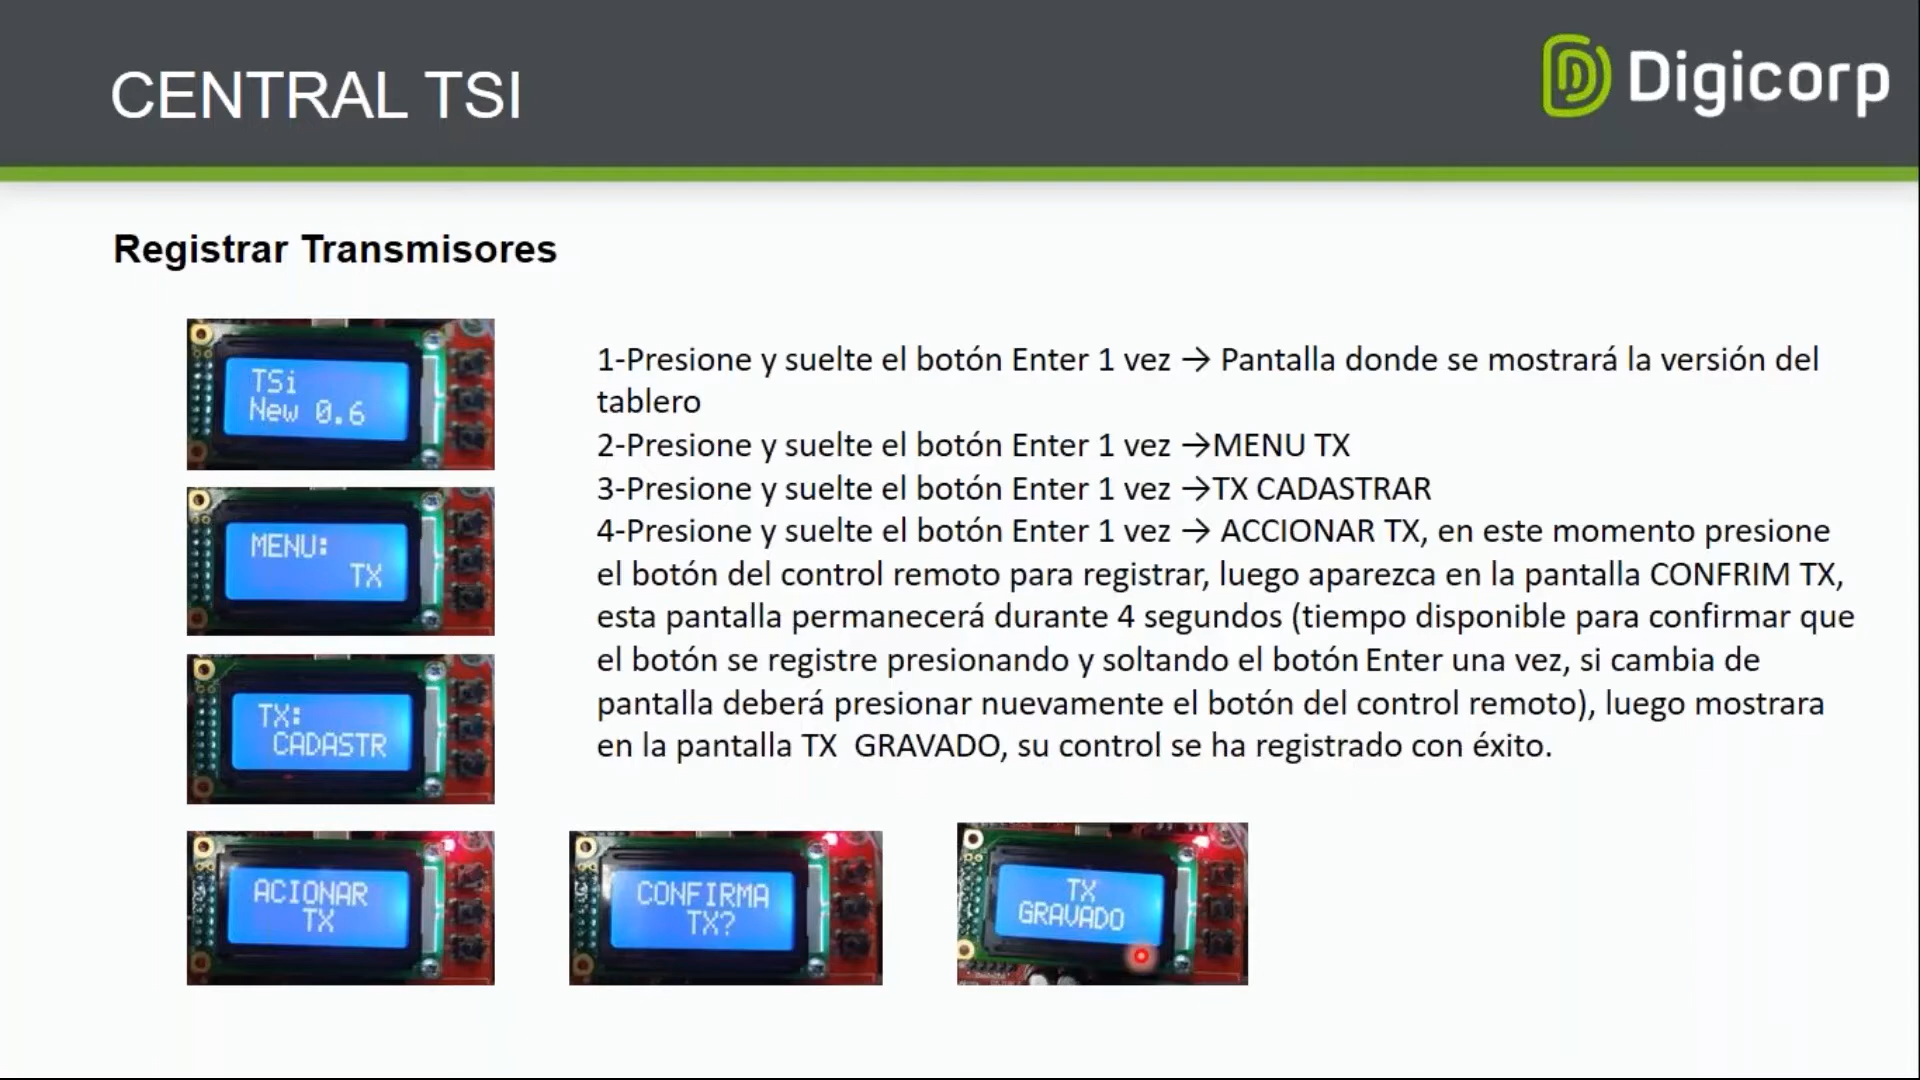 CENTRAL TSI
Digicorp
Registrar Transmisores
TSi
New 0.6
MENU:
TX
TX:
CADASTR
1-Presione y suelte el botón Enter 1 vez → Pantalla donde se mostrará la versión del
tablero
2-Presione y suelte el botón Enter 1 vez →MENU TX
3-Presione y suelte el botón Enter 1 vez →TX CADASTRAR
4-Presione y suelte el botón Enter 1 vez → ACCIONAR TX, en este momento presione
el botón del control remoto para registrar, luego aparezca en la pantalla CONFRIM TX,
esta pantalla permanecerá durante 4 segundos (tiempo disponible para confirmar que
el botón se registre presionando y soltando el botón Enter una vez, si cambia de
pantalla deberá presionar nuevamente el botón del control remoto), luego mostrara
en la pantalla TX  GRAVADO, su control se ha registrado con éxito.
ACIONAR
TX
CONFIRMA
TX?
TX
GRAVADO